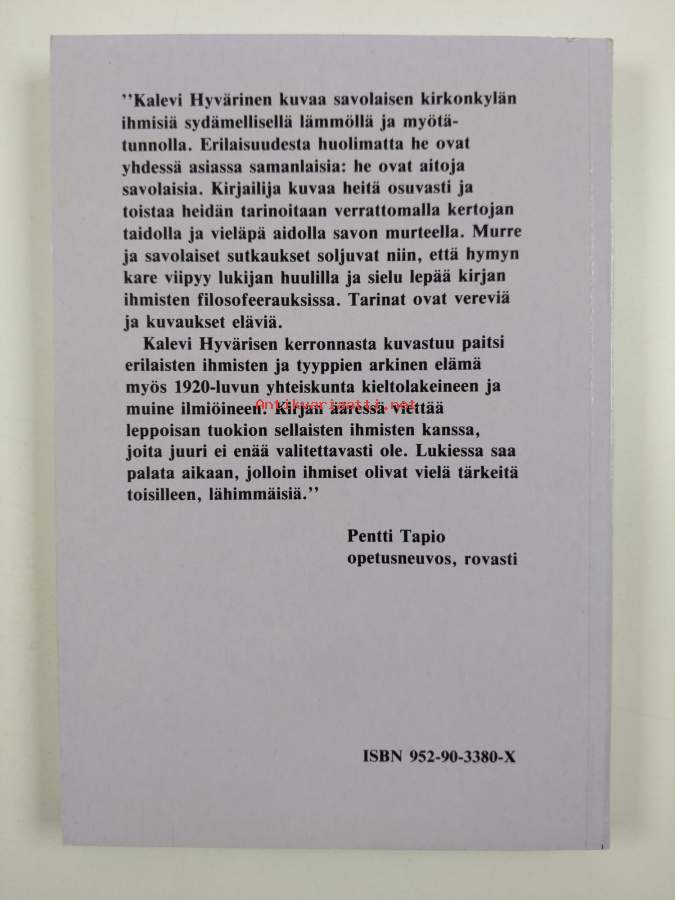 ”Kalevi Hyvärinen kuvaa savolaisen kirkonkylän
ihmisiä sydämellisellä lämmöllä ja myötä-
tunnolla. Erilaisuudesta huolimatta he ovat
yhdessä asiassa samanlaisia: he ovat aitoja
savolaisia. Kirjailija kuvaa heitä osuvasti ja
toistaa heidän tarinoitaan verrattomalla kertojan
taidolla ja vieläpä aidolla savon murteella. Murre
ja savolaiset sutkaukset soljuvat niin, että hymyn
kare viipyy lukijan huulilla ja sielu lepää kirjan
ihmisten filosofeerauksissa. Tarinat ovat vereviä
ja kuvaukset eläviä.
Kalevi Hyvärisen kerronnasta kuvastuu paitsi
erilaisten ihmisten ja tyyppien arkinen elämä
myös 1920-luvun yhteiskunta kieltolakeineen ja
muine ilmiöineen. Kirjan ääressä viettää
Antikvariaatti.net
leppoisan tuokion sellaisten ihmisten kanssa,
joita juuri ei enää valitettavasti ole. Lukiessa saa
palata aikaan, jolloin ihmiset olivat vielä tärkeitä
toisilleen, lähimmäisiä.”
Pentti Tapio
opetusneuvos, rovasti
ISBN 952-90-3380-X